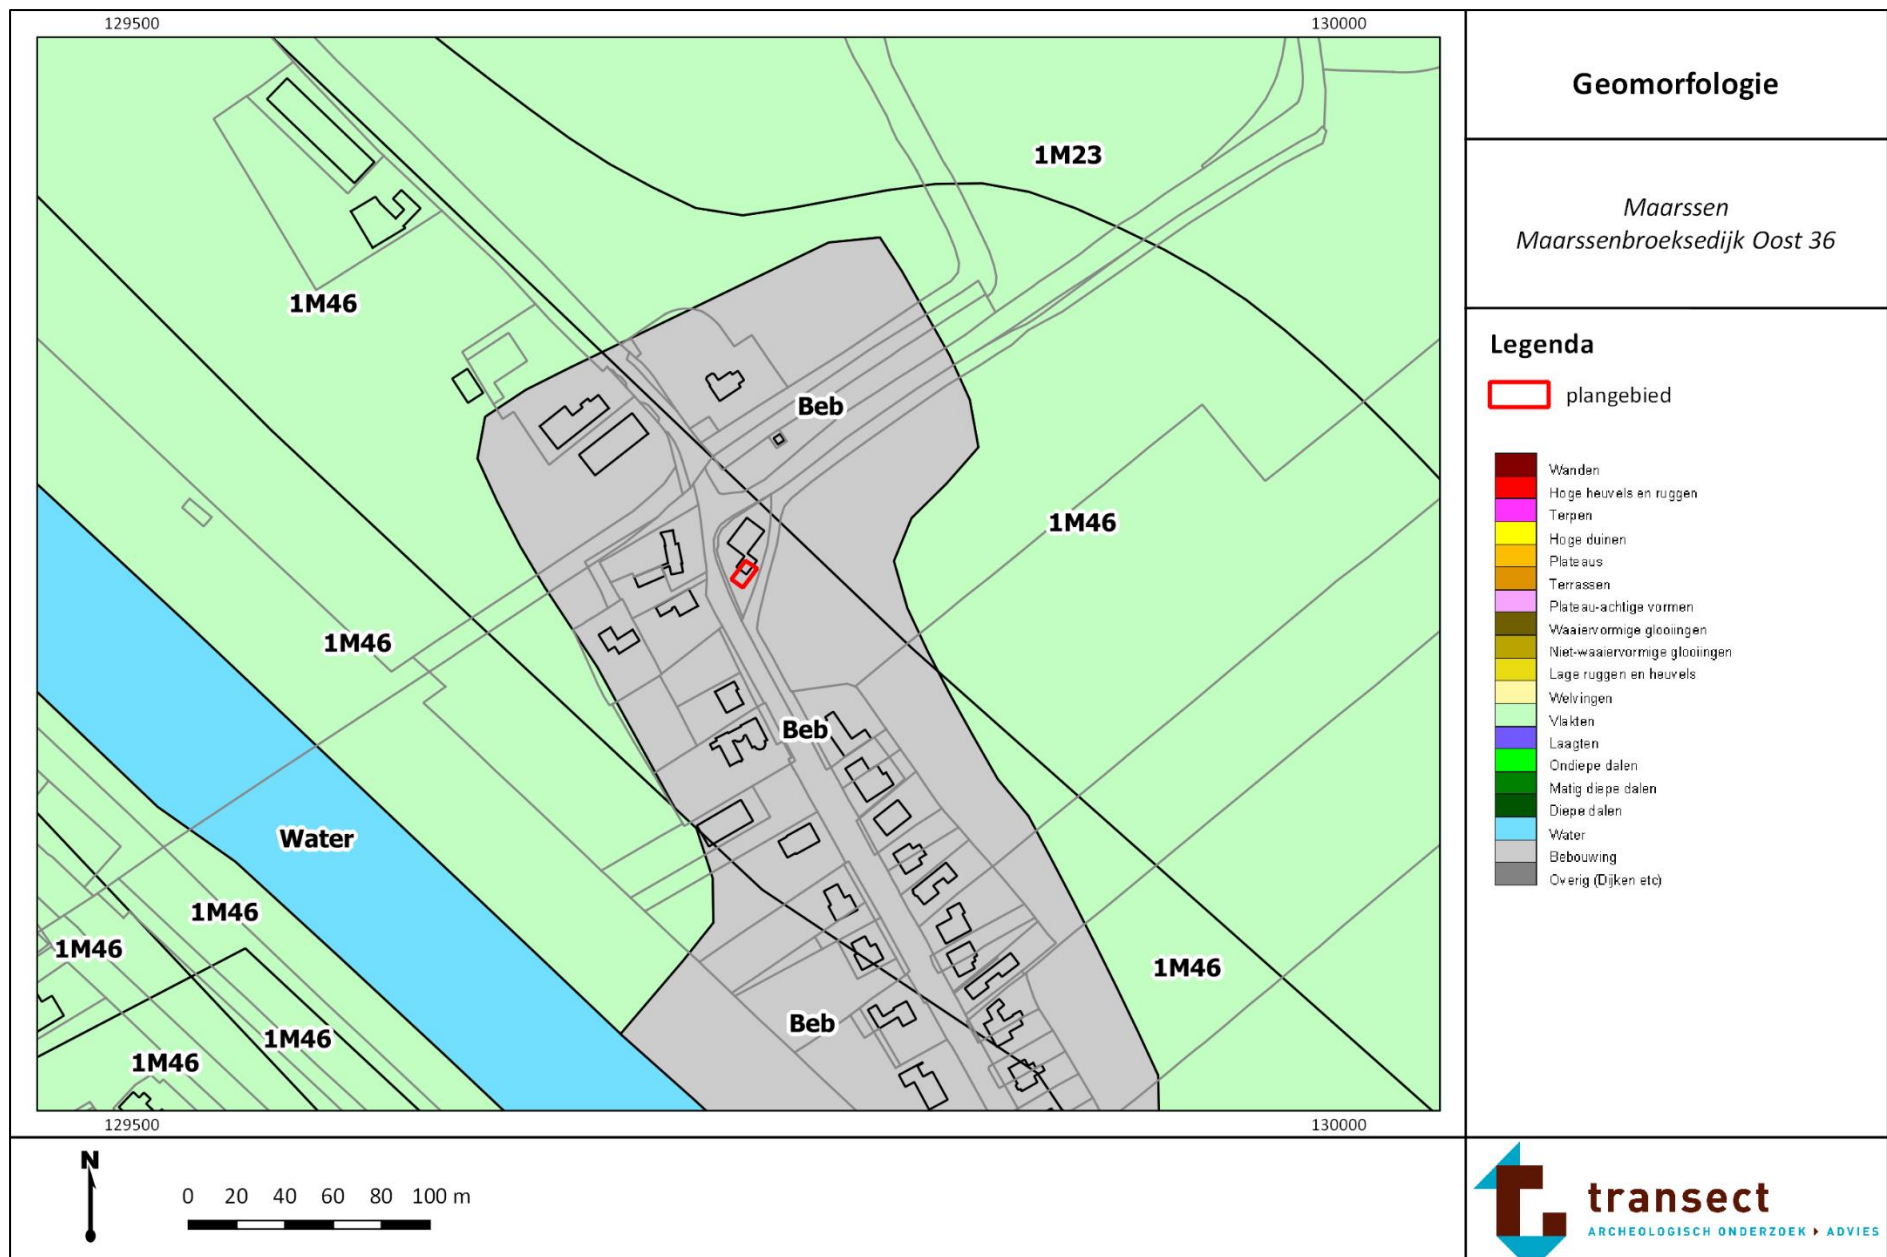 129500
130000
1M23
1M46
Beb
1M46
1M46
Beb
Water
1M46
1M46
1M46
Beb
1M46
1M46
129500
130000
N
0 20 40 60 80 100 m
Geomorfologie
Maarssen
Maarssenbroeksedijk Oost 36
Legenda
plangebied
Wanden
Hoge heuvels en ruggen
Terpen
Hoge duinen
Plateaus
Terrassen
Plateau-achtige vormen
Waaiervormige glooiingen
Niet-waaiervormige glooiingen
Lage ruggen en heuvels
Welvingen
Vlakten
Laagten
Ondiepe dalen
Matig diepe dalen
Diepe dalen
Water
Bebouwing
Overig (Dijken etc)
transect
ARCHEOLOGISCH ONDERZOEK ▸ ADVIES